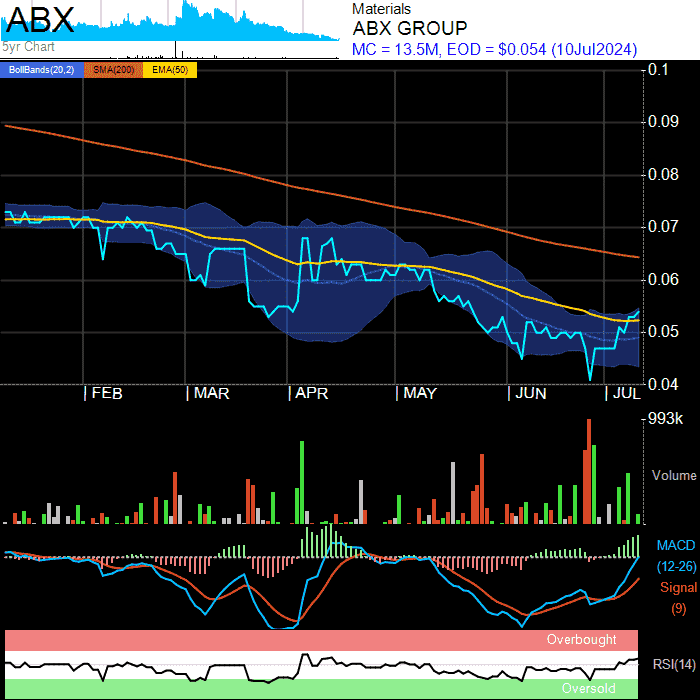 ABX
5yr Chart
Materials
ABX GROUP
MC = 13.5M, EOD = $0.054 (10Jul2024)
BollBands(20,2) SMA(200) EMA(50)
0.1
0.09
0.08
0.07
0.06
0.05
0.04
FEB MAR APR MAY JUN JUL
993k
Volume
MACD
(12-26)
Signal
(9)
Overbought
RSI(14)
Oversold